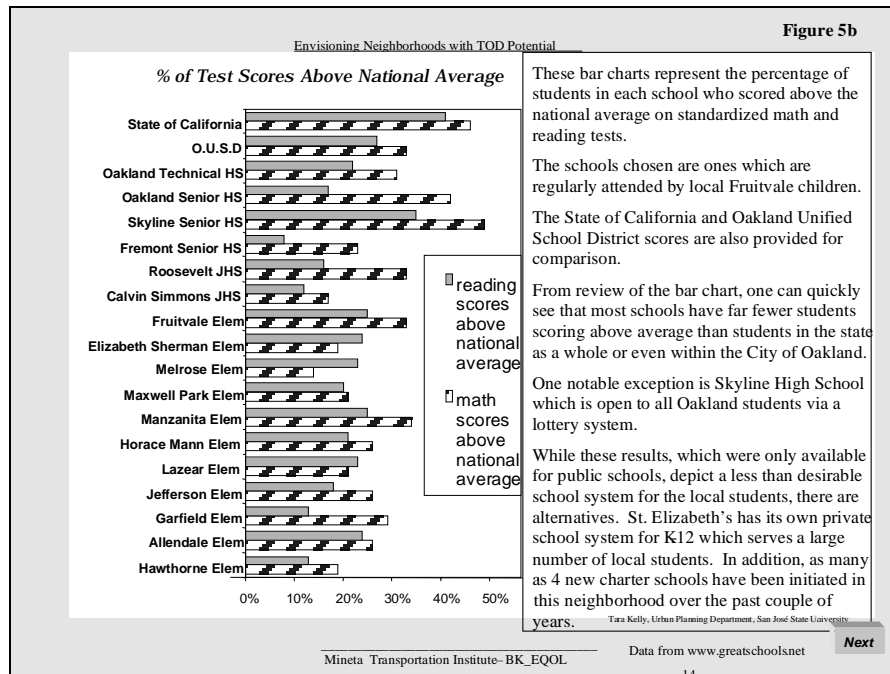 Figure 5b
Envisioning Neighborhoods with TOD Potential
% of Test Scores Above National Average
State of California
O.U.S.D
Oakland Technical HS
Oakland Senior HS
Skyline Senior HS
Fremont Senior HS
Roosevelt JHS
Calvin Simmons JHS
Fruitvale Elem
Elizabeth Sherman Elem
Melrose Elem
Maxwell Park Elem
Manzanita Elem
Horace Mann Elem
Lazear Elem
Jefferson Elem
Garfield Elem
Allendale Elem
Hawthorne Elem
0% 10% 20% 30% 40% 50%
reading
scores
above
national
average
math
scores
above
national
average
These bar charts represent the percentage of
students in each school who scored above the
national average on standardized math and
reading tests.
The schools chosen are ones which are
regularly attended by local Fruitvale children.
The State of California and Oakland Unified
School District scores are also provided for
comparison.
From review of the bar chart, one can quickly
see that most schools have far fewer students
scoring above average than students in the state
as a whole or even within the City of Oakland.
One notable exception is Skyline High School
which is open to all Oakland students via a
lottery system.
While these results, which were only available
for public schools, depict a less than desirable
school system for the local students, there are
alternatives. St. Elizabeth's has its own private
school system for K-12 which serves a large
number of local students. In addition, as many
as 4 new charter schools have been initiated in
this neighborhood over the past couple of
years.
Tara Kelly, Urban Planning Department, San José State University
Next
Mineta Transportation Institute– BK_EQOL
Data from www.greatschools.net
14